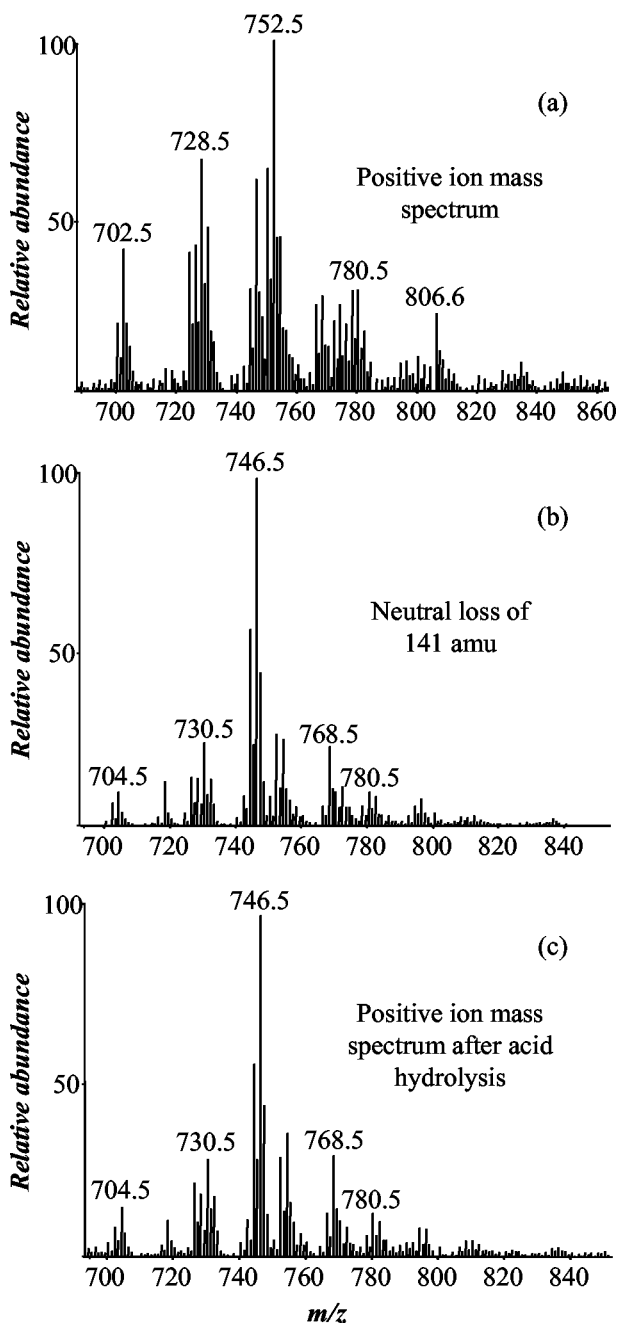 752.5
100
(a)
728.5
Positive ion mass
spectrum
50
702.5
780.5
806.6
Relative abundance
700 720 740 760 780 800 820 840 860
746.5
100
(b)
Neutral loss of
141 amu
50
730.5
768.5
704.5
780.5
Relative abundance
700 720 740 760 780 800 820 840
746.5
100
(c)
Positive ion mass
spectrum after acid
hydrolysis
50
730.5
768.5
704.5
780.5
Relative abundance
700 720 740 760 780 800 820 840
m/z